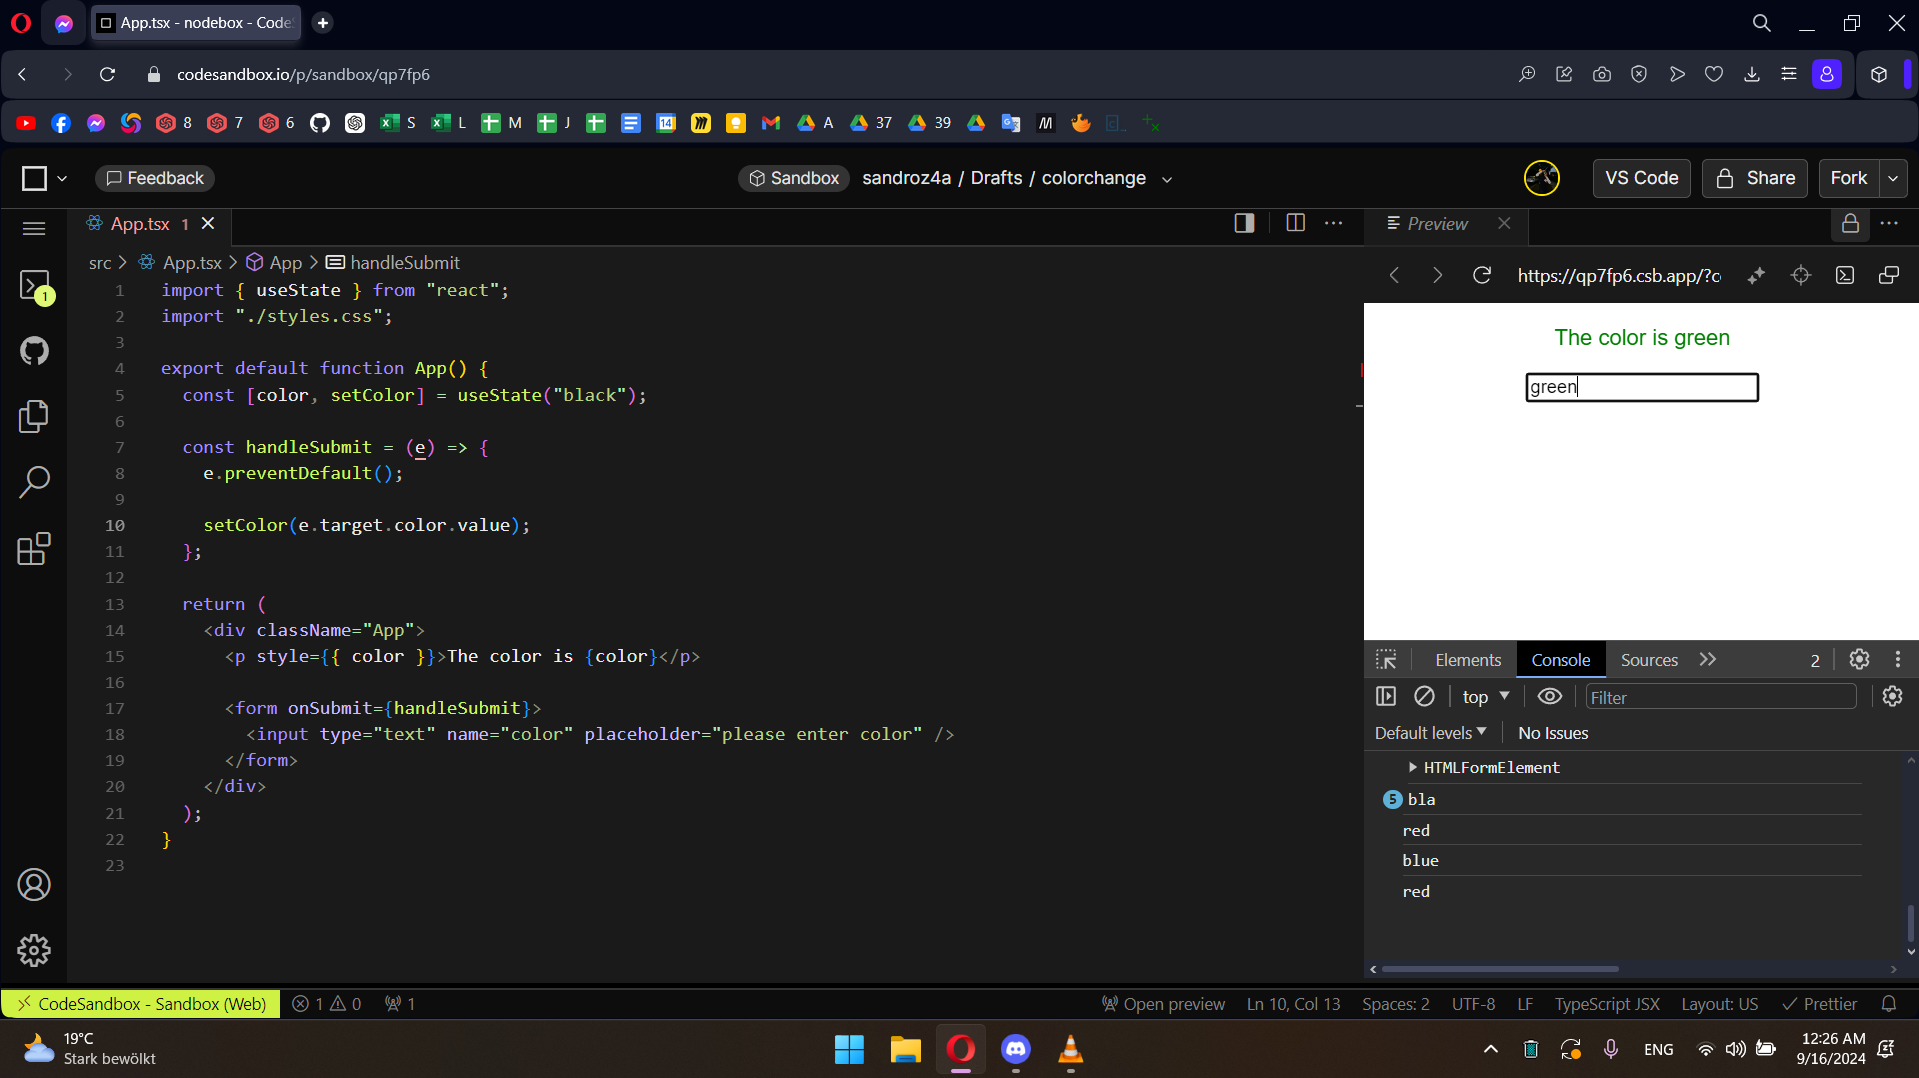 App.tsx - nodebox - Code
codesandbox.io/p/sandbox/qp7fp6
8 7 6 S L M J 14 A 37 39
Feedback
Sandbox sandroz4a / Drafts / colorchange
VS Code Share Fork
App.tsx 1
Preview
src > App.tsx > App > handleSubmit
https://qp7fp6.csb.app/?c
1 import { useState } from "react";
2 import "./styles.css";
3
4 export default function App() {
5 const [color, setColor] = useState("black");
6
7 const handleSubmit = (e) => {
8 e.preventDefault();
9
10 setColor(e.target.color.value);
11 };
12
13 return (
14 <div className="App">
15 <p style={{ color }}>The color is {color}</p>
16
17 <form onSubmit={handleSubmit}>
18 <input type="text" name="color" placeholder="please enter color" />
19 </form>
20 </div>
21 );
22 }
23
The color is green
green
Elements Console Sources 2
top Filter
Default levels No Issues
HTMLFormElement
5 bla
red
blue
red
1
CodeSandbox - Sandbox (Web) 1 0 1
Open preview Ln 10, Col 13 Spaces: 2 UTF-8 LF TypeScript JSX Layout: US Prettier
19°C
Stark bewölkt
ENG
12:26 AM
9/16/2024